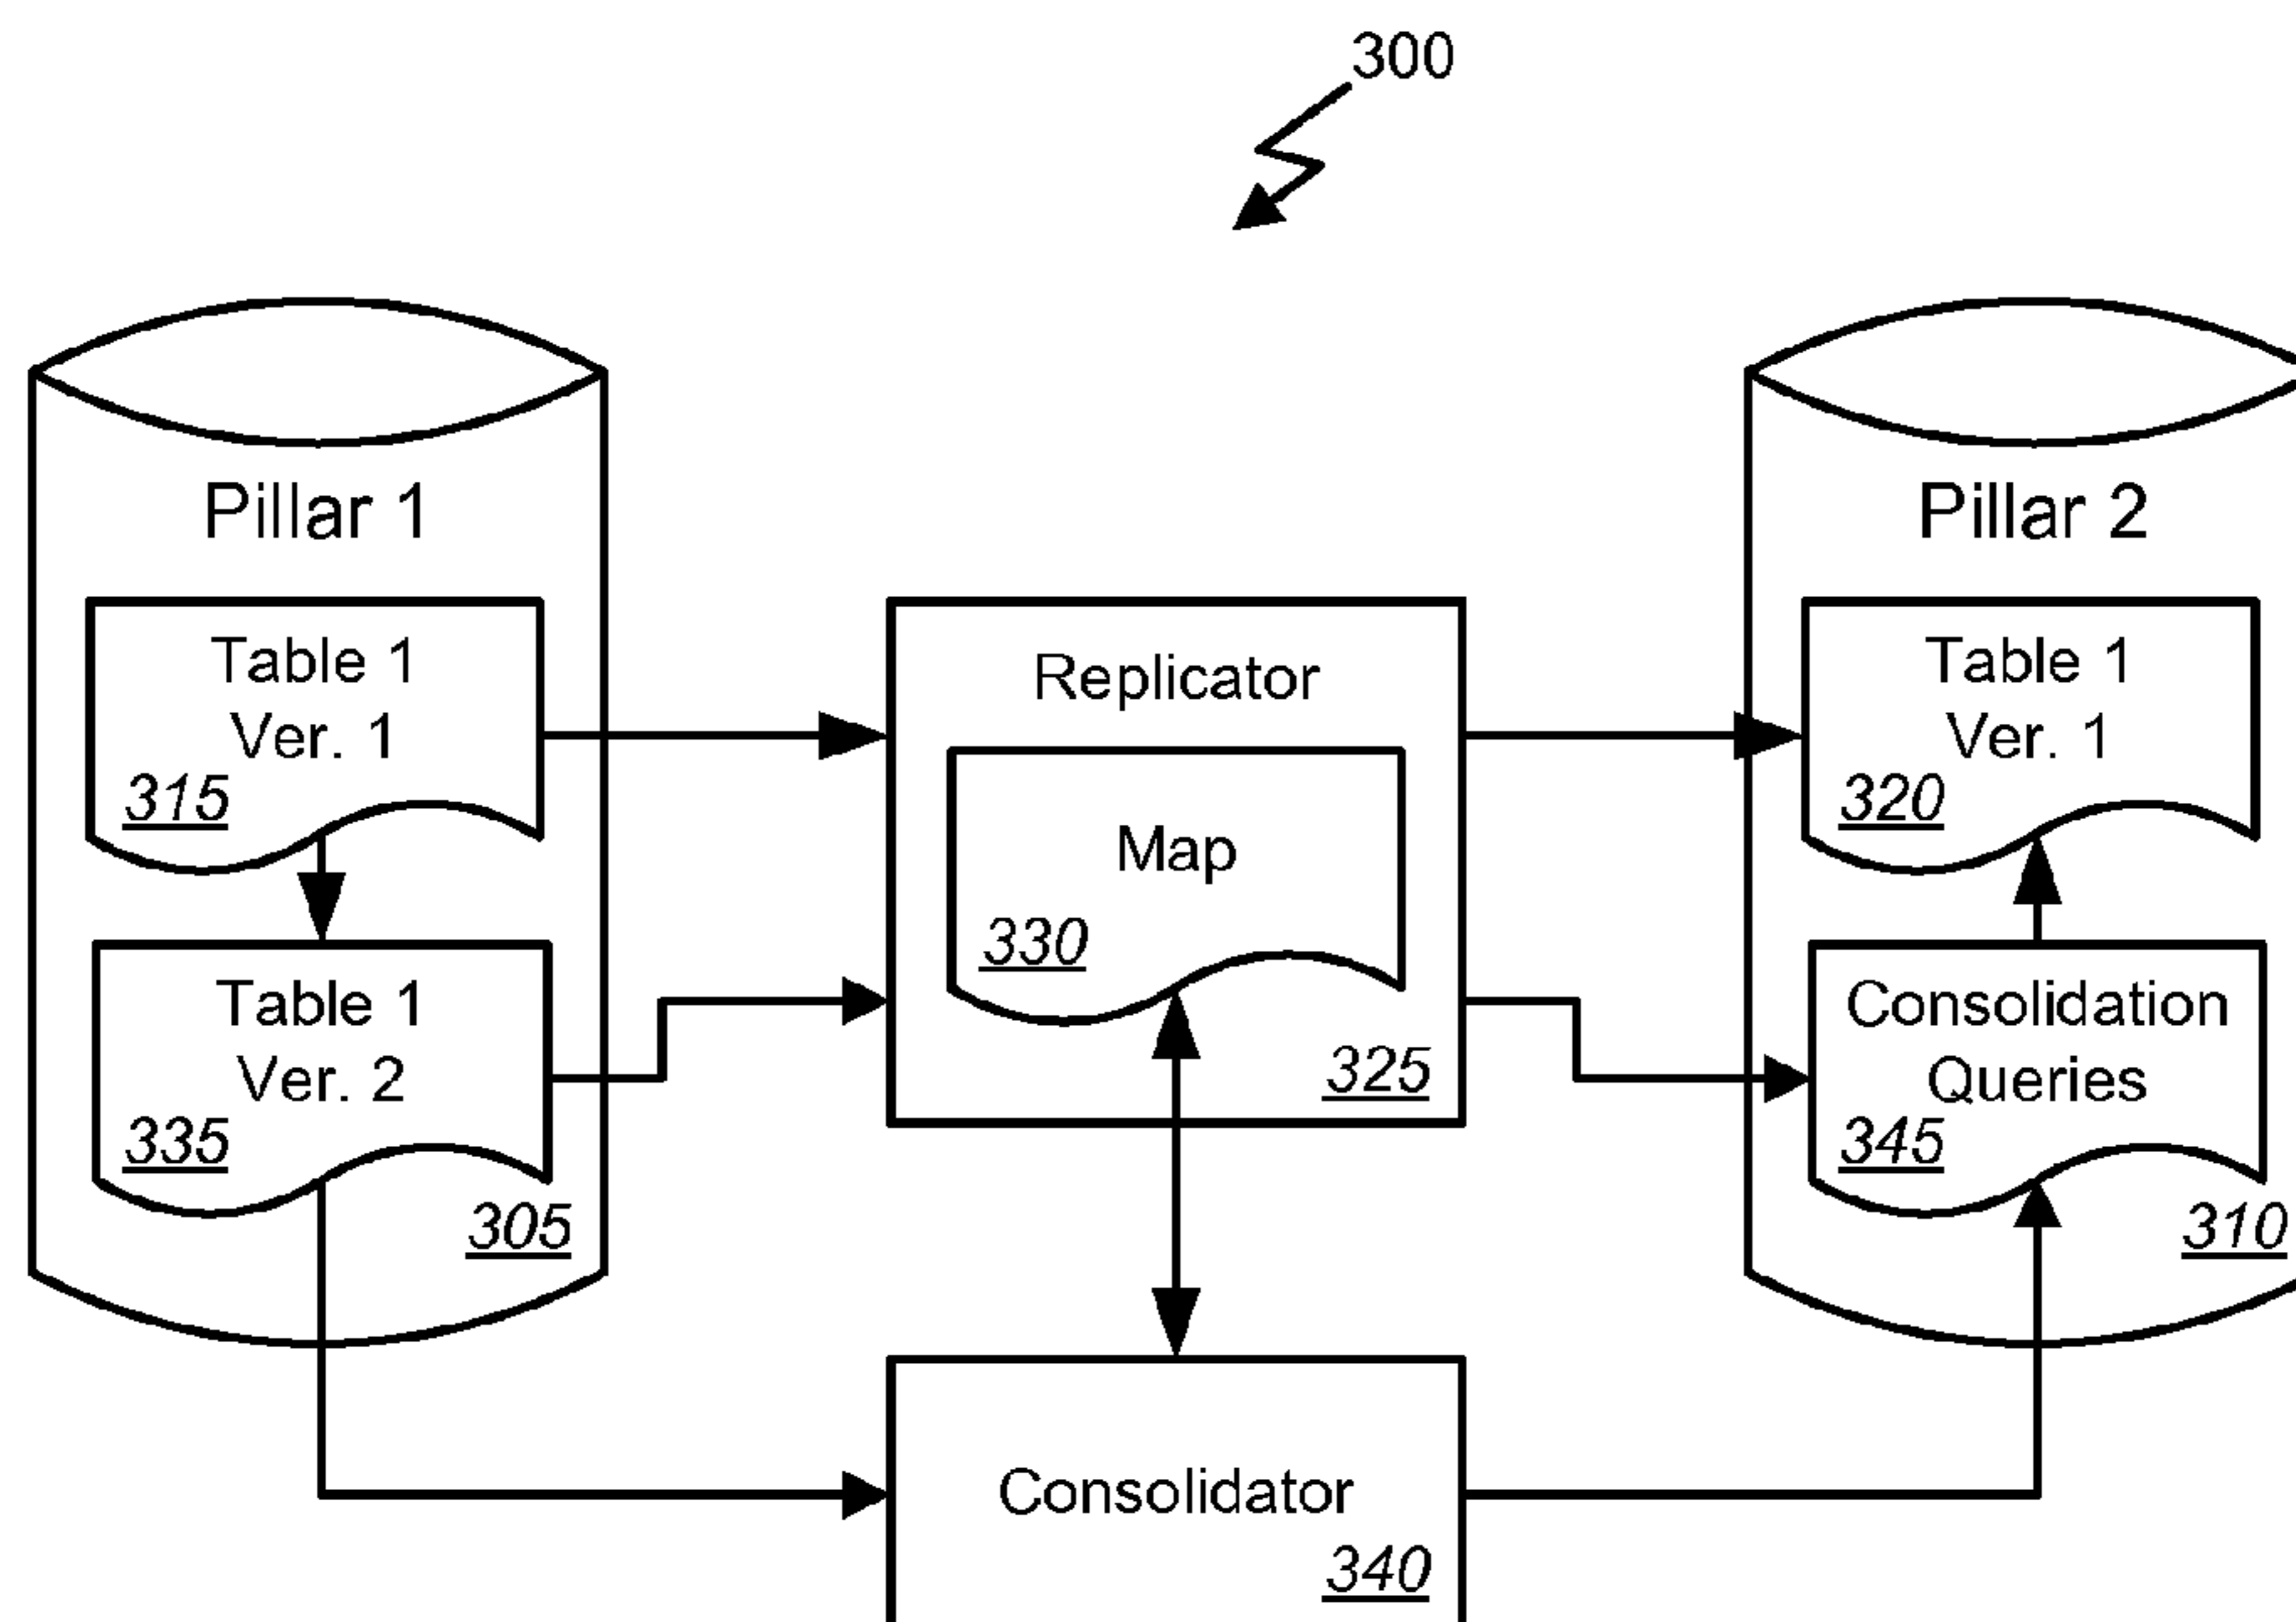 300
Pillar 1
Table 1
Ver. 1
315
Table 1
Ver. 2
335
305
Replicator
Map
330
325
Consolidator
340
Pillar 2
Table 1
Ver. 1
320
Consolidation
Queries
345
310